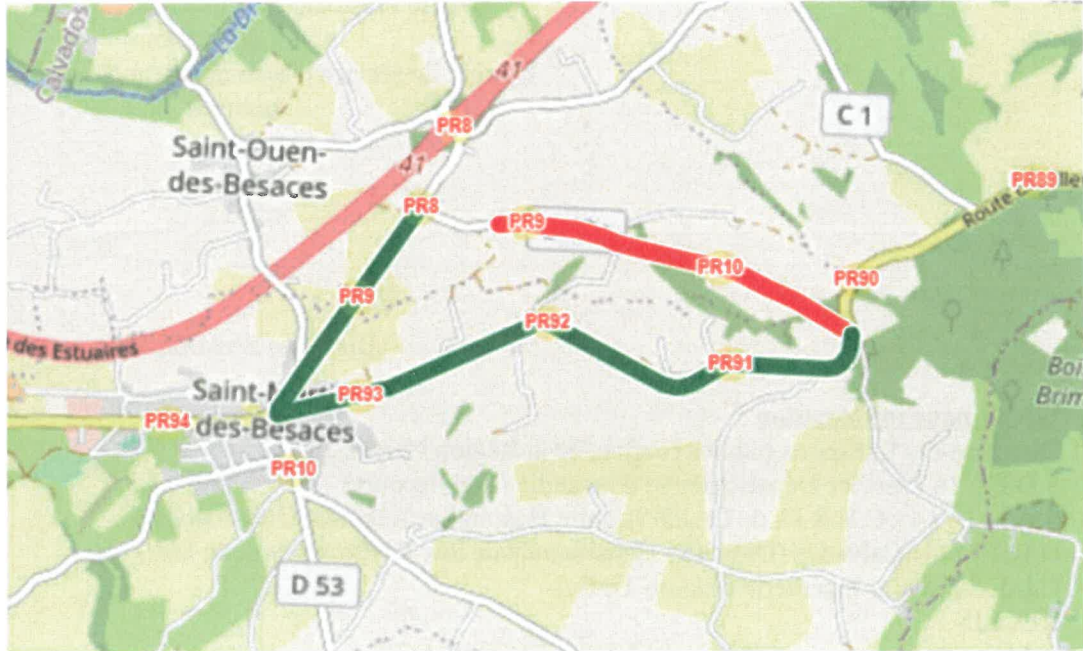 Calvados
41
C 1
PR8
41
Saint-Ouen-
des-Besaces
PR89
Route
PR8
PR9
PR10
PR90
PR9
PR92
des Estuaires
PR91
Saint-
PR93
PR94
des-Besaces
PR10
D 53